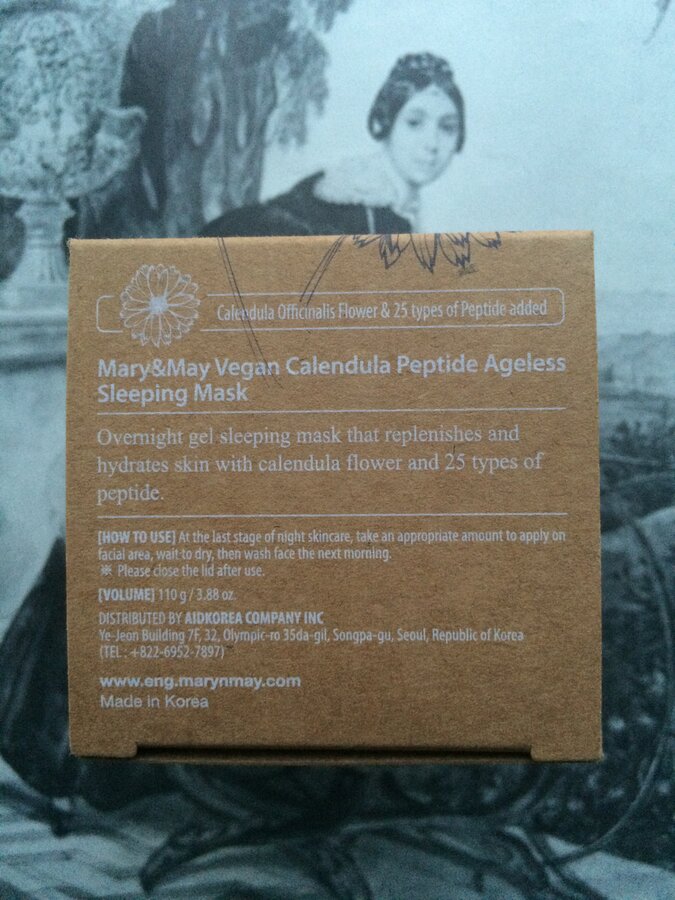 Calendula Officinalis Flower & 25 types of Peptide added
Mary&May Vegan Calendula Peptide Ageless
Sleeping Mask
Overnight gel sleeping mask that replenishes and
hydrates skin with calendula flower and 25 types of
peptide.
[HOW TO USE] At the last stage of night skincare, take an appropriate amount to apply on
facial area, wait to dry, then wash face the next morning.
※ Please close the lid after use.
[VOLUME] 110 g / 3.88 oz.
DISTRIBUTED BY AIDKOREA COMPANY INC
Ye-Jeon Building 7F, 32, Olympic-ro 35da-gil, Songpa-gu, Seoul, Republic of Korea
(TEL : +822-6952-7897)
www.eng.marynmay.com
Made in Korea